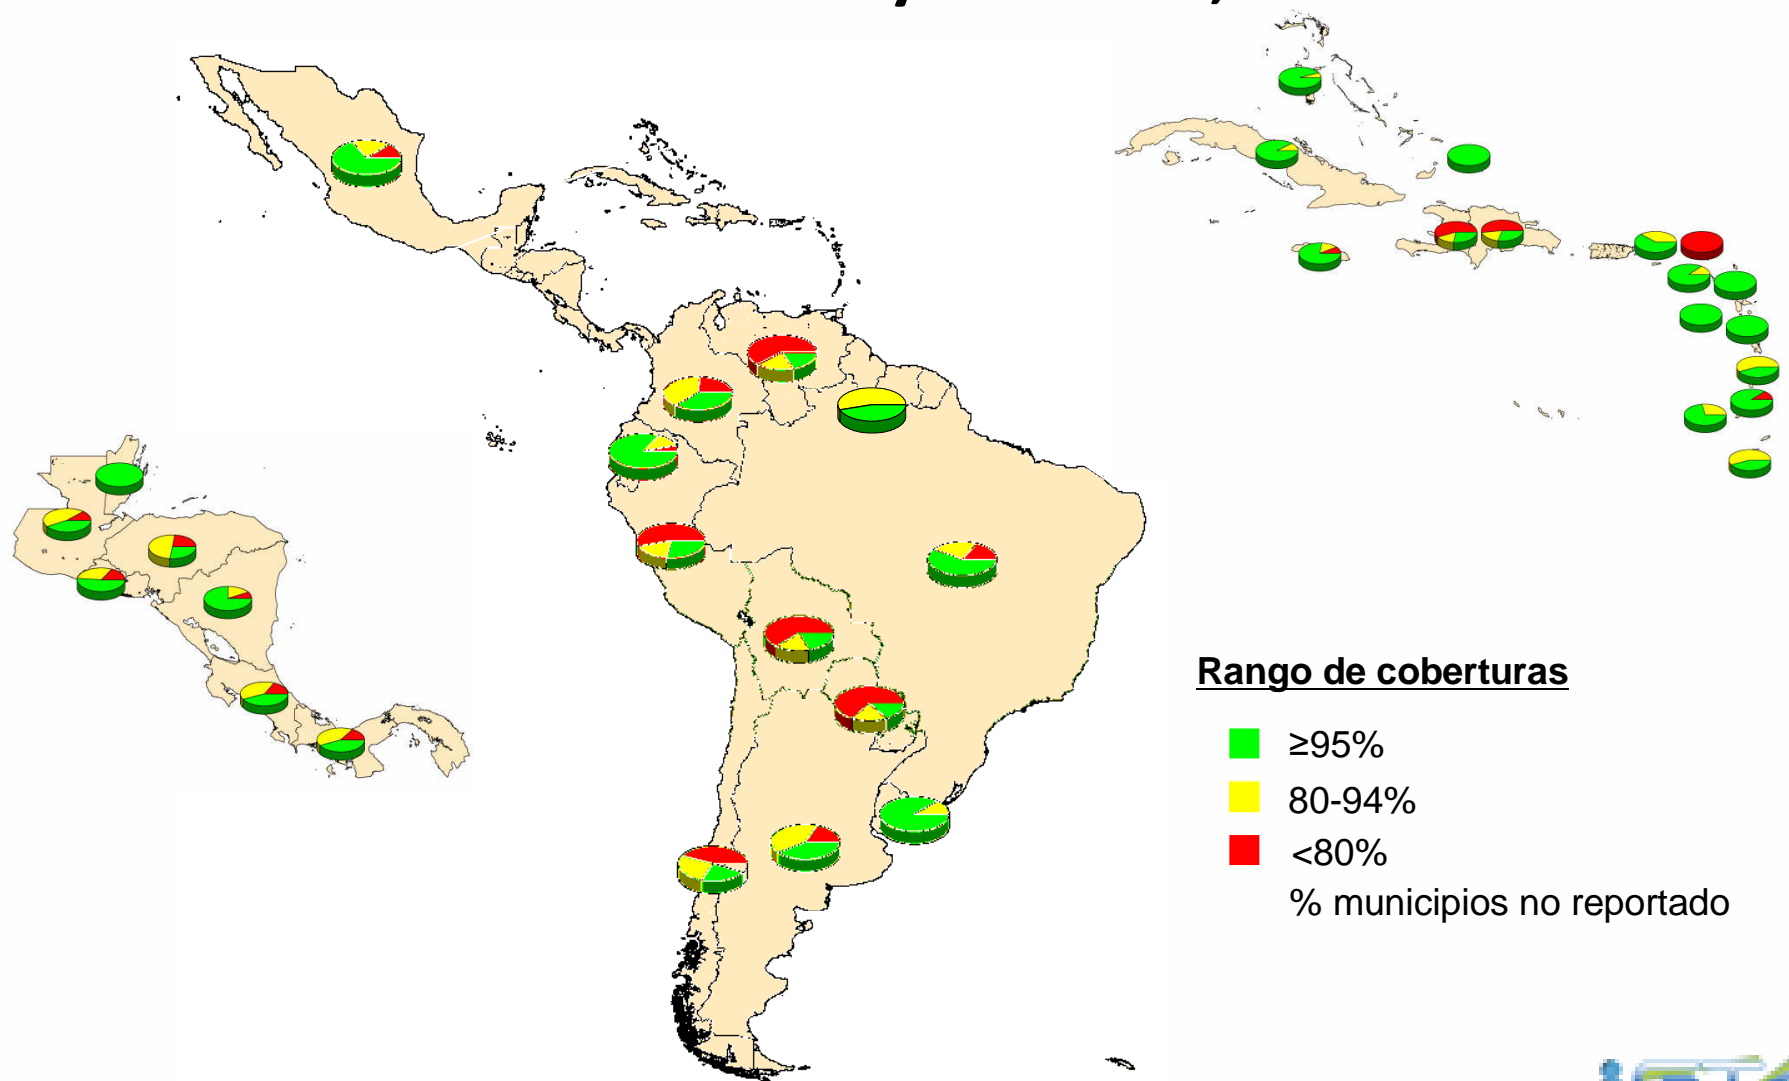 Rango de coberturas
≥95%
80-94%
<80%
% municipios no reportado